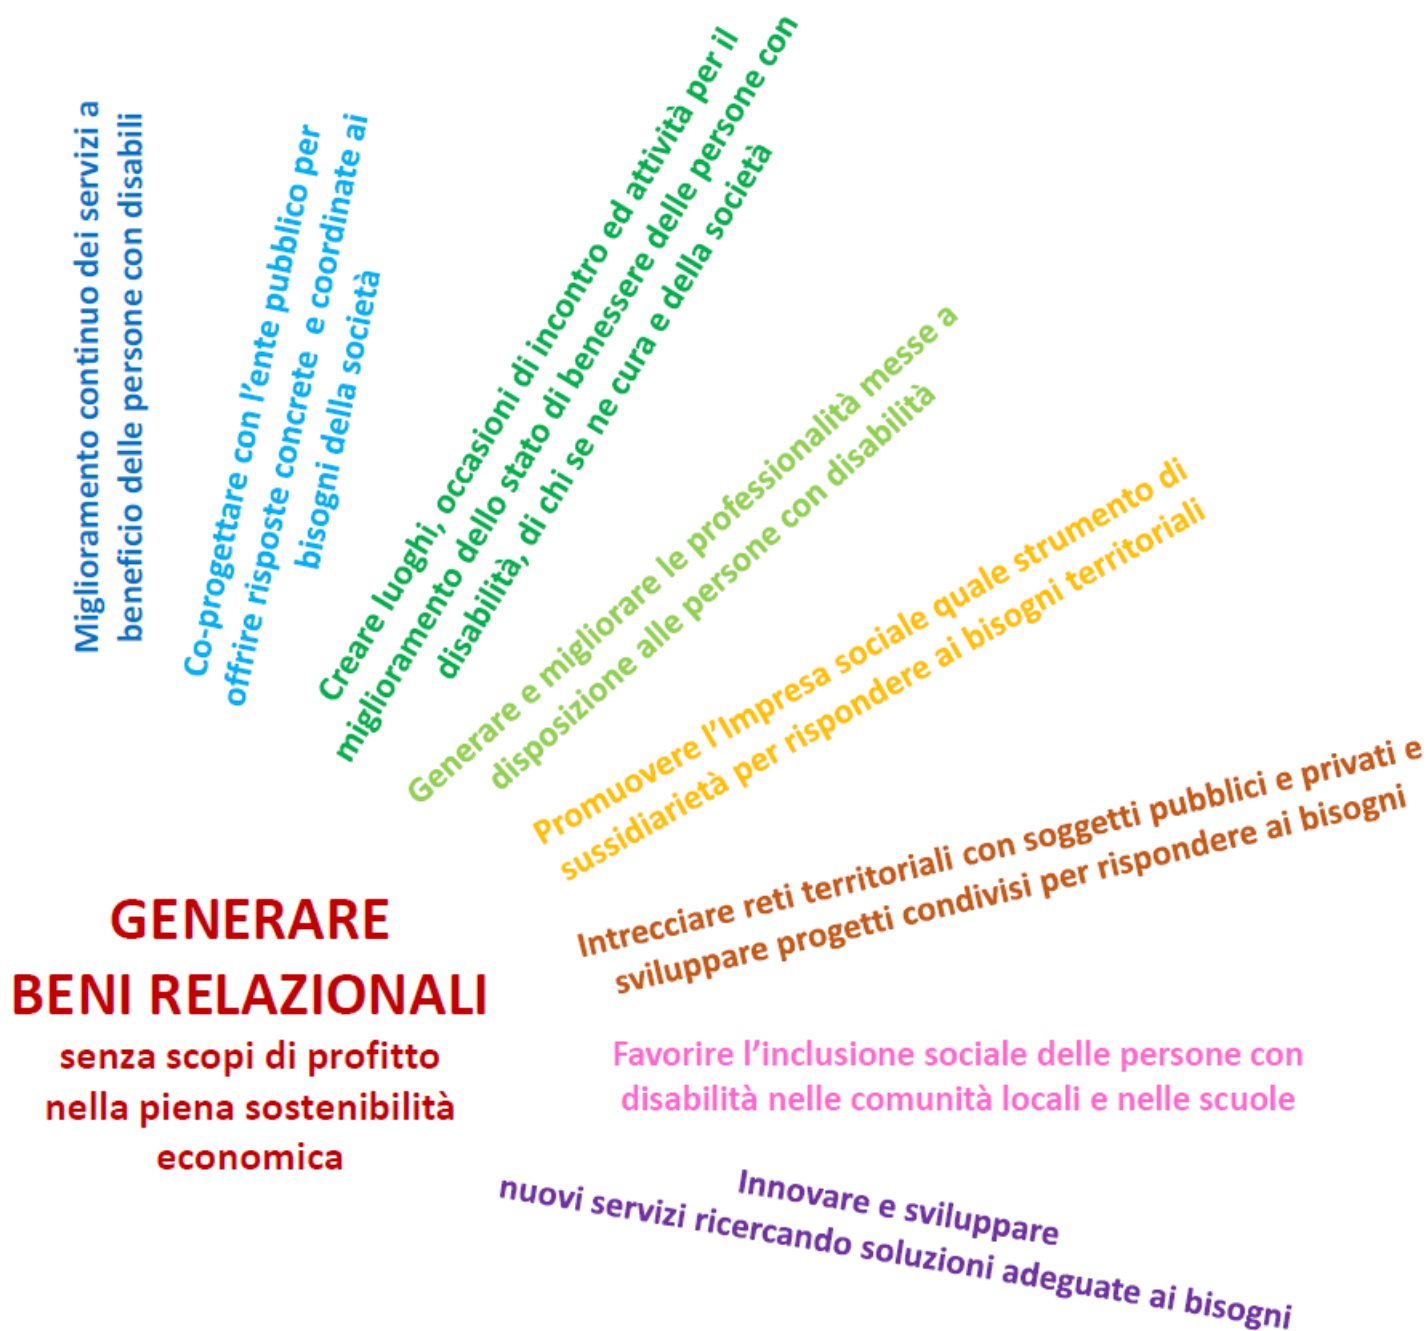 Miglioramento continuo dei servizi a
beneficio delle persone con disabili
Co-progettare con l'ente pubblico per
offrire risposte concrete e coordinate ai
bisogni della società
Creare luoghi, occasioni di incontro ed attività per il
miglioramento dello stato di benessere delle persone con
disabilità, di chi se ne cura e della società
Generare e migliorare le professionalità messe a
disposizione alle persone con disabilità
Promuovere l'Impresa sociale quale strumento di
sussidiarietà per rispondere ai bisogni territoriali
Intrecciare reti territoriali con soggetti pubblici e privati e
sviluppare progetti condivisi per rispondere ai bisogni
GENERARE
BENI RELAZIONALI
senza scopi di profitto
nella piena sostenibilità
economica
Favorire l'inclusione sociale delle persone con
disabilità nelle comunità locali e nelle scuole
Innovare e sviluppare
nuovi servizi ricercando soluzioni adeguate ai bisogni